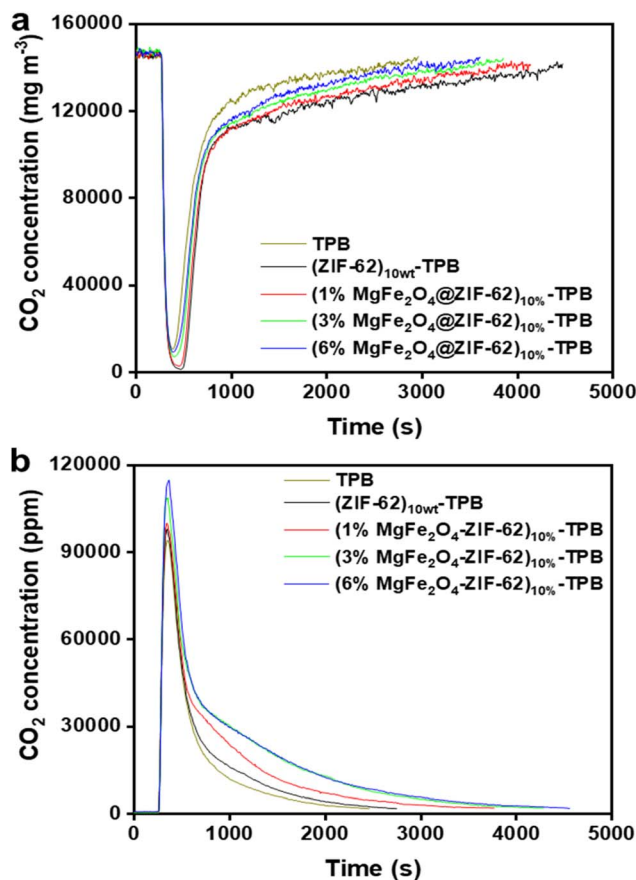 a
CO₂ concentration (mg m⁻³)
160000
120000
80000
40000
0
TPB
(ZIF-62)₁₀wt-TPB
(1% MgFe₂O₄@ZIF-62)₁₀%-TPB
(3% MgFe₂O₄@ZIF-62)₁₀%-TPB
(6% MgFe₂O₄@ZIF-62)₁₀%-TPB
0 1000 2000 3000 4000 5000
Time (s)
b
CO₂ concentration (ppm)
120000
90000
60000
30000
0
TPB
(ZIF-62)₁₀wt-TPB
(1% MgFe₂O₄-ZIF-62)₁₀%-TPB
(3% MgFe₂O₄-ZIF-62)₁₀%-TPB
(6% MgFe₂O₄-ZIF-62)₁₀%-TPB
0 1000 2000 3000 4000 5000
Time (s)